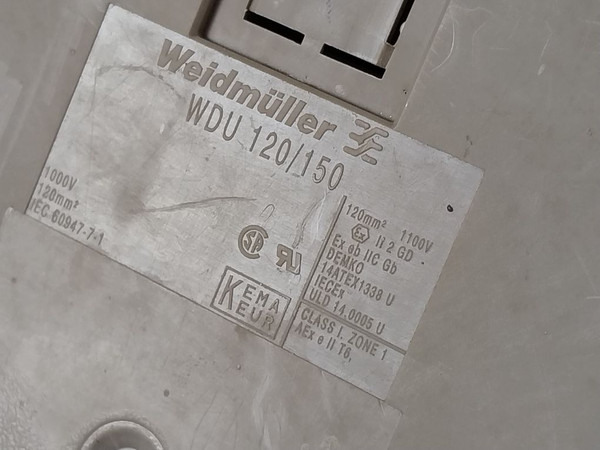 Weidmüller
WDU 120/150
1000V
120mm²
IEC 60947-7-1
KEMA
KEUR
120mm² 1100V
Ex II 2 GD
Ex eb IIC Gb
DEMKO
14ATEX1338 U
IECEx
ULD 14.0005 U
CLASS I, ZONE 1
AEx e II T6,